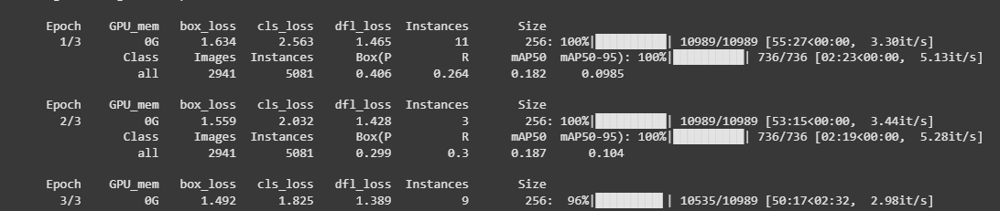 Epoch GPU_mem box_loss cls_loss dfl_loss Instances Size
1/3 0G 1.634 2.563 1.465 11 256: 100%|██████████| 10989/10989 [55:27<00:00, 3.30it/s]
Class Images Instances Box(P R mAP50 mAP50-95): 100%|██████████| 736/736 [02:23<00:00, 5.13it/s]
all 2941 5081 0.406 0.264 0.182 0.0985
Epoch GPU_mem box_loss cls_loss dfl_loss Instances Size
2/3 0G 1.559 2.032 1.428 3 256: 100%|██████████| 10989/10989 [53:15<00:00, 3.44it/s]
Class Images Instances Box(P R mAP50 mAP50-95): 100%|██████████| 736/736 [02:19<00:00, 5.28it/s]
all 2941 5081 0.299 0.3 0.187 0.104
Epoch GPU_mem box_loss cls_loss dfl_loss Instances Size
3/3 0G 1.492 1.825 1.389 9 256: 96%|█████████▌| 10535/10989 [50:17<02:32, 2.98it/s]